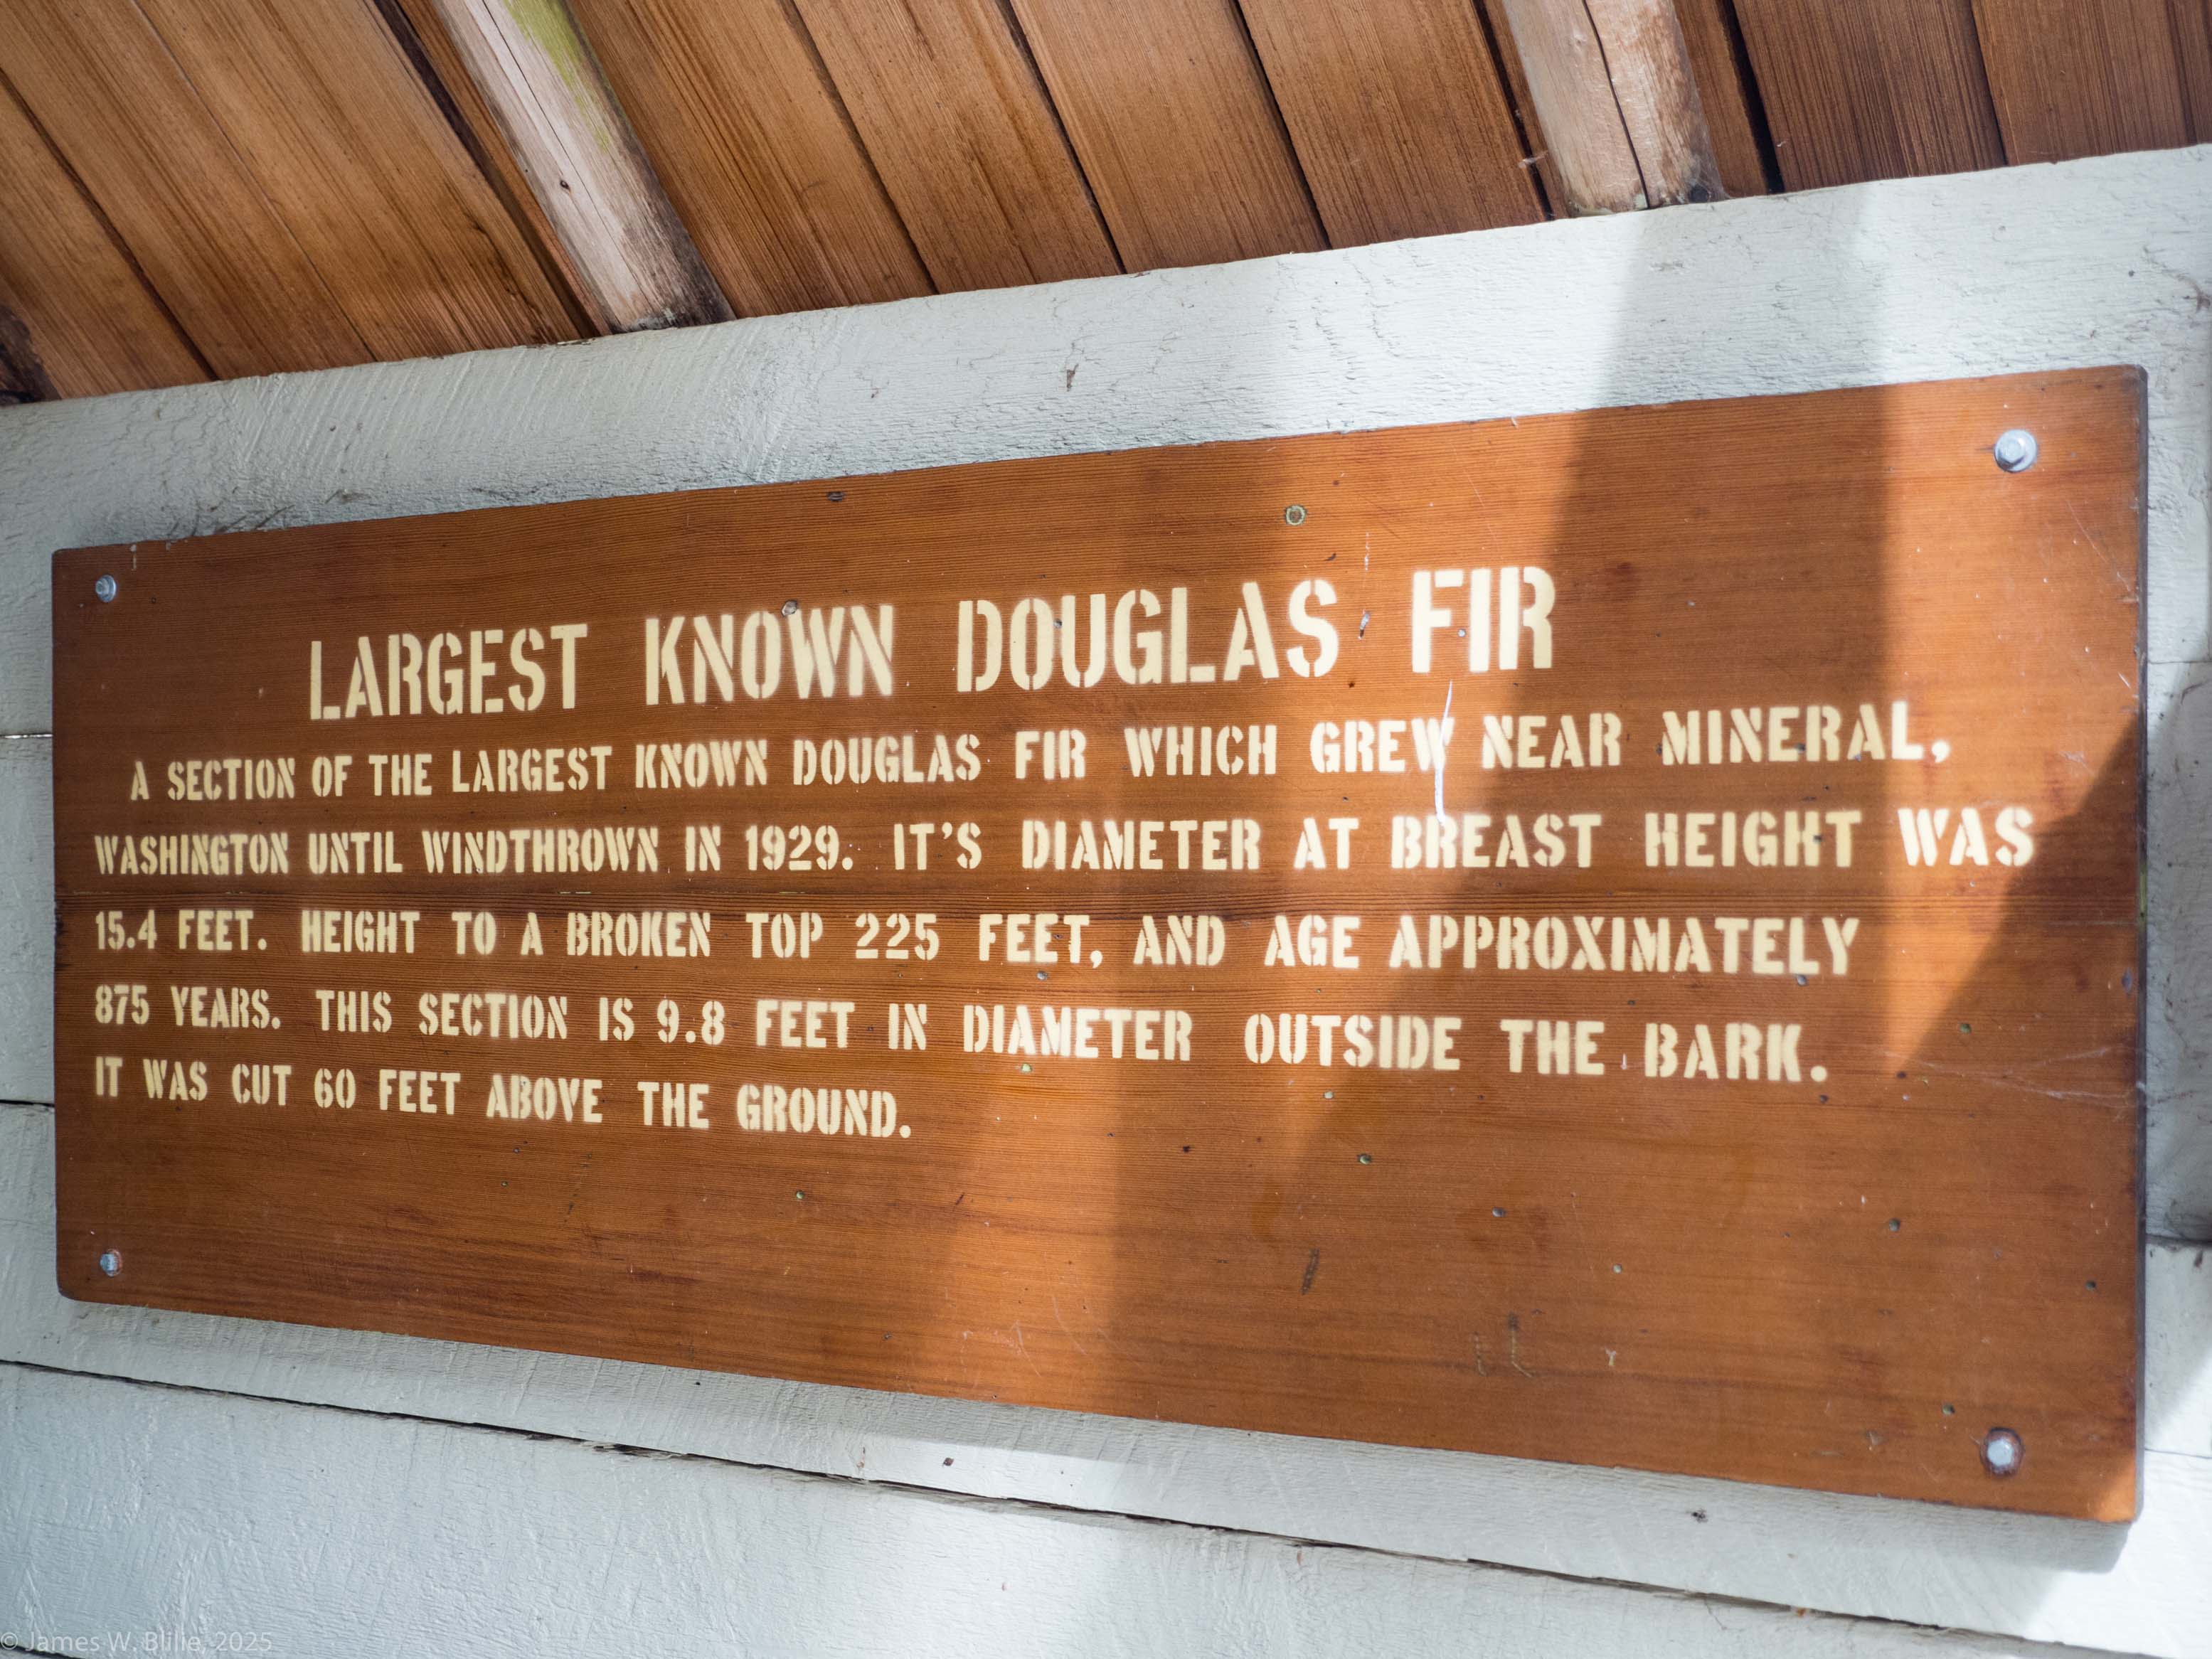 LARGEST KNOWN DOUGLAS FIR
A SECTION OF THE LARGEST KNOWN DOUGLAS FIR WHICH GREW NEAR MINERAL,
WASHINGTON UNTIL WINDTHROWN IN 1929. IT'S DIAMETER AT BREAST HEIGHT WAS
15.4 FEET. HEIGHT TO A BROKEN TOP 225 FEET, AND AGE APPROXIMATELY
875 YEARS. THIS SECTION IS 9.8 FEET IN DIAMETER OUTSIDE THE BARK.
IT WAS CUT 60 FEET ABOVE THE GROUND.
© James W. Blilie, 2025